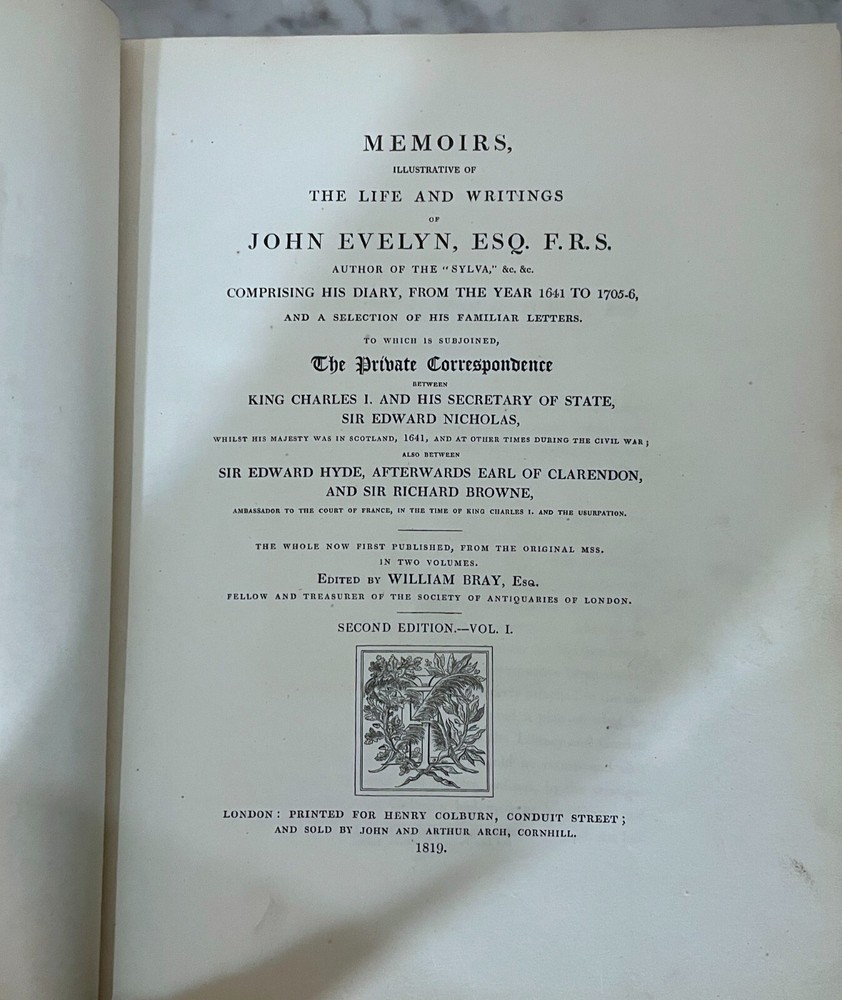 MEMOIRS,
ILLUSTRATIVE OF
THE LIFE AND WRITINGS
OF
JOHN EVELYN, ESQ. F.R.S.
AUTHOR OF THE "SYLVA," &c. &c.
COMPRISING HIS DIARY, FROM THE YEAR 1641 TO 1705-6,
AND A SELECTION OF HIS FAMILIAR LETTERS.
TO WHICH IS SUBJOINED,
The Private Correspondence
BETWEEN
KING CHARLES I. AND HIS SECRETARY OF STATE,
SIR EDWARD NICHOLAS,
WHILST HIS MAJESTY WAS IN SCOTLAND, 1641, AND AT OTHER TIMES DURING THE CIVIL WAR;
ALSO BETWEEN
SIR EDWARD HYDE, AFTERWARDS EARL OF CLARENDON,
AND SIR RICHARD BROWNE,
AMBASSADOR TO THE COURT OF FRANCE, IN THE TIME OF KING CHARLES I. AND THE USURPATION.
THE WHOLE NOW FIRST PUBLISHED, FROM THE ORIGINAL MSS.
IN TWO VOLUMES.
EDITED BY WILLIAM BRAY, ESQ.
FELLOW AND TREASURER OF THE SOCIETY OF ANTIQUARIES OF LONDON.
SECOND EDITION.—VOL. I.
LONDON: PRINTED FOR HENRY COLBURN, CONDUIT STREET;
AND SOLD BY JOHN AND ARTHUR ARCH, CORNHILL.
1819.